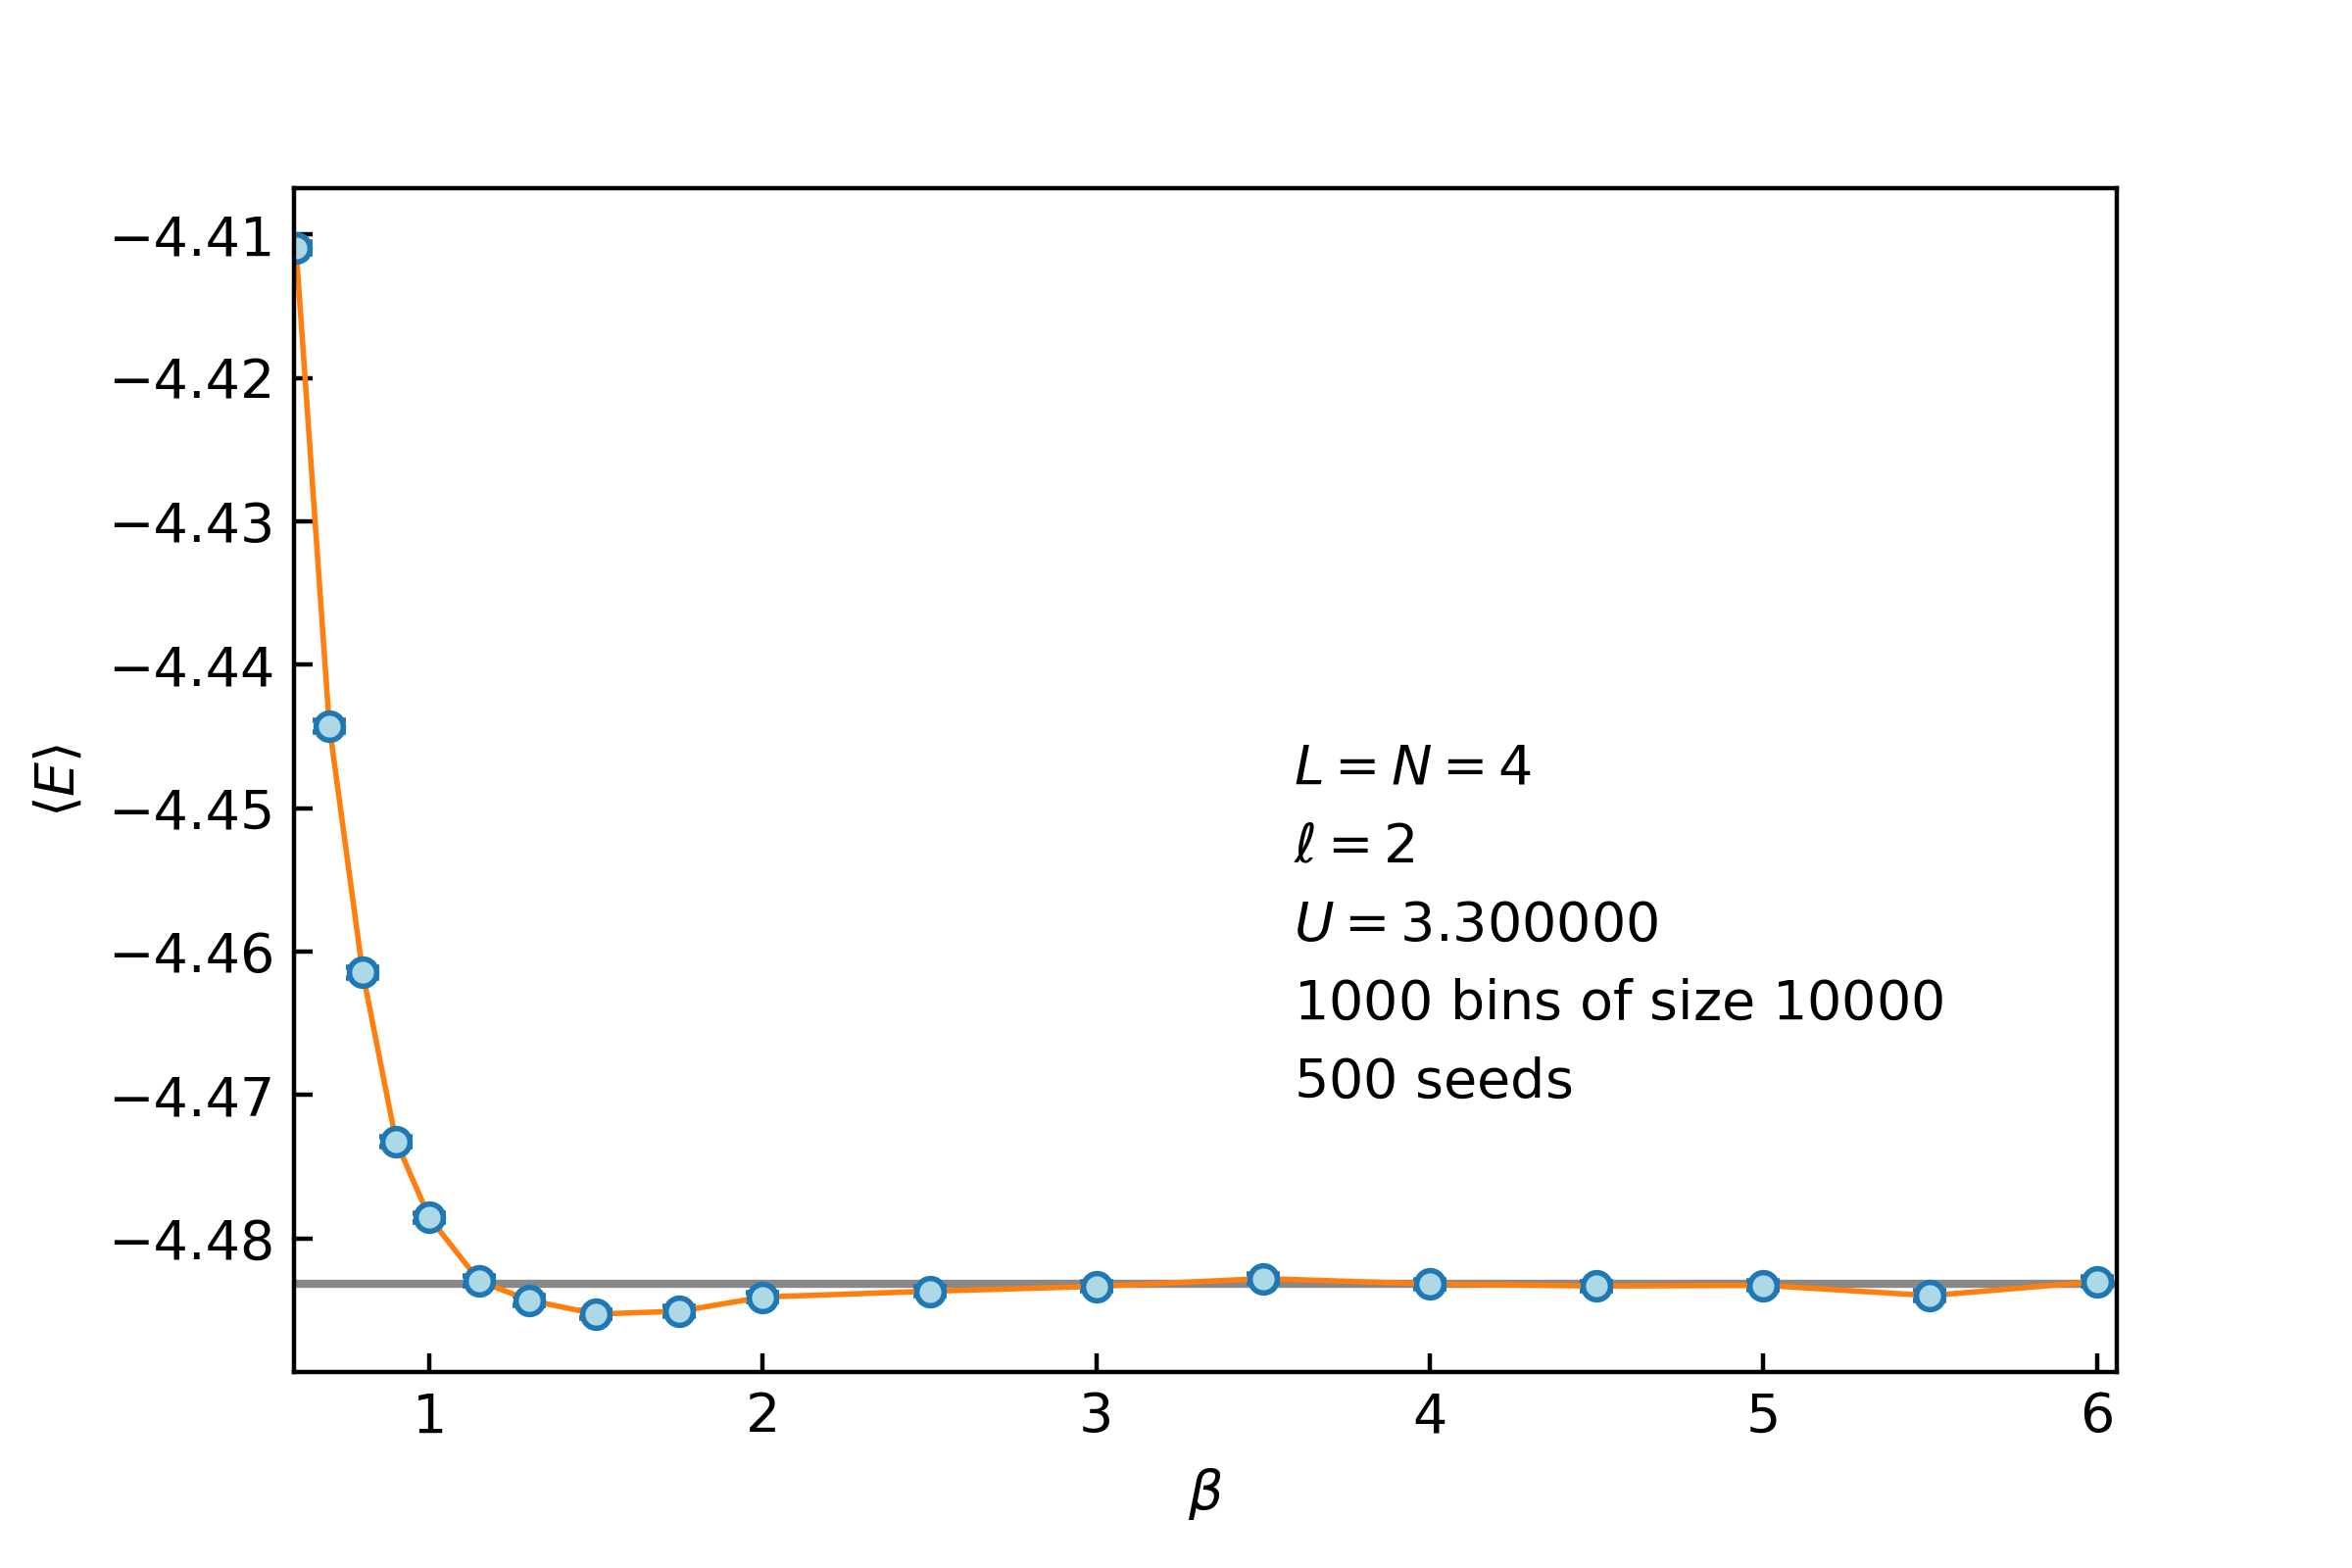 −4.41
−4.42
−4.43
−4.44
−4.45
−4.46
−4.47
−4.48
⟨E⟩
L = N = 4
ℓ = 2
U = 3.300000
1000 bins of size 10000
500 seeds
1 2 3 4 5 6
β